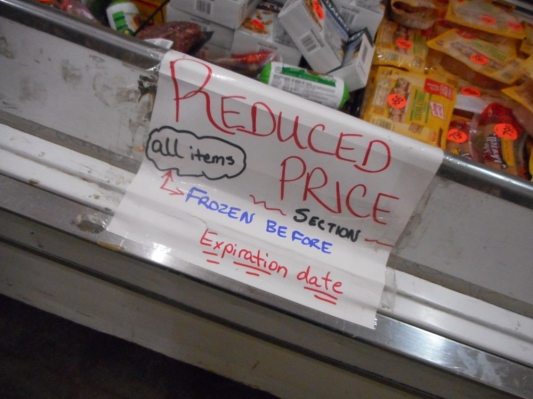 REDUCED
PRICE
all items
~ SECTION ~
FROZEN BEFORE
Expiration date